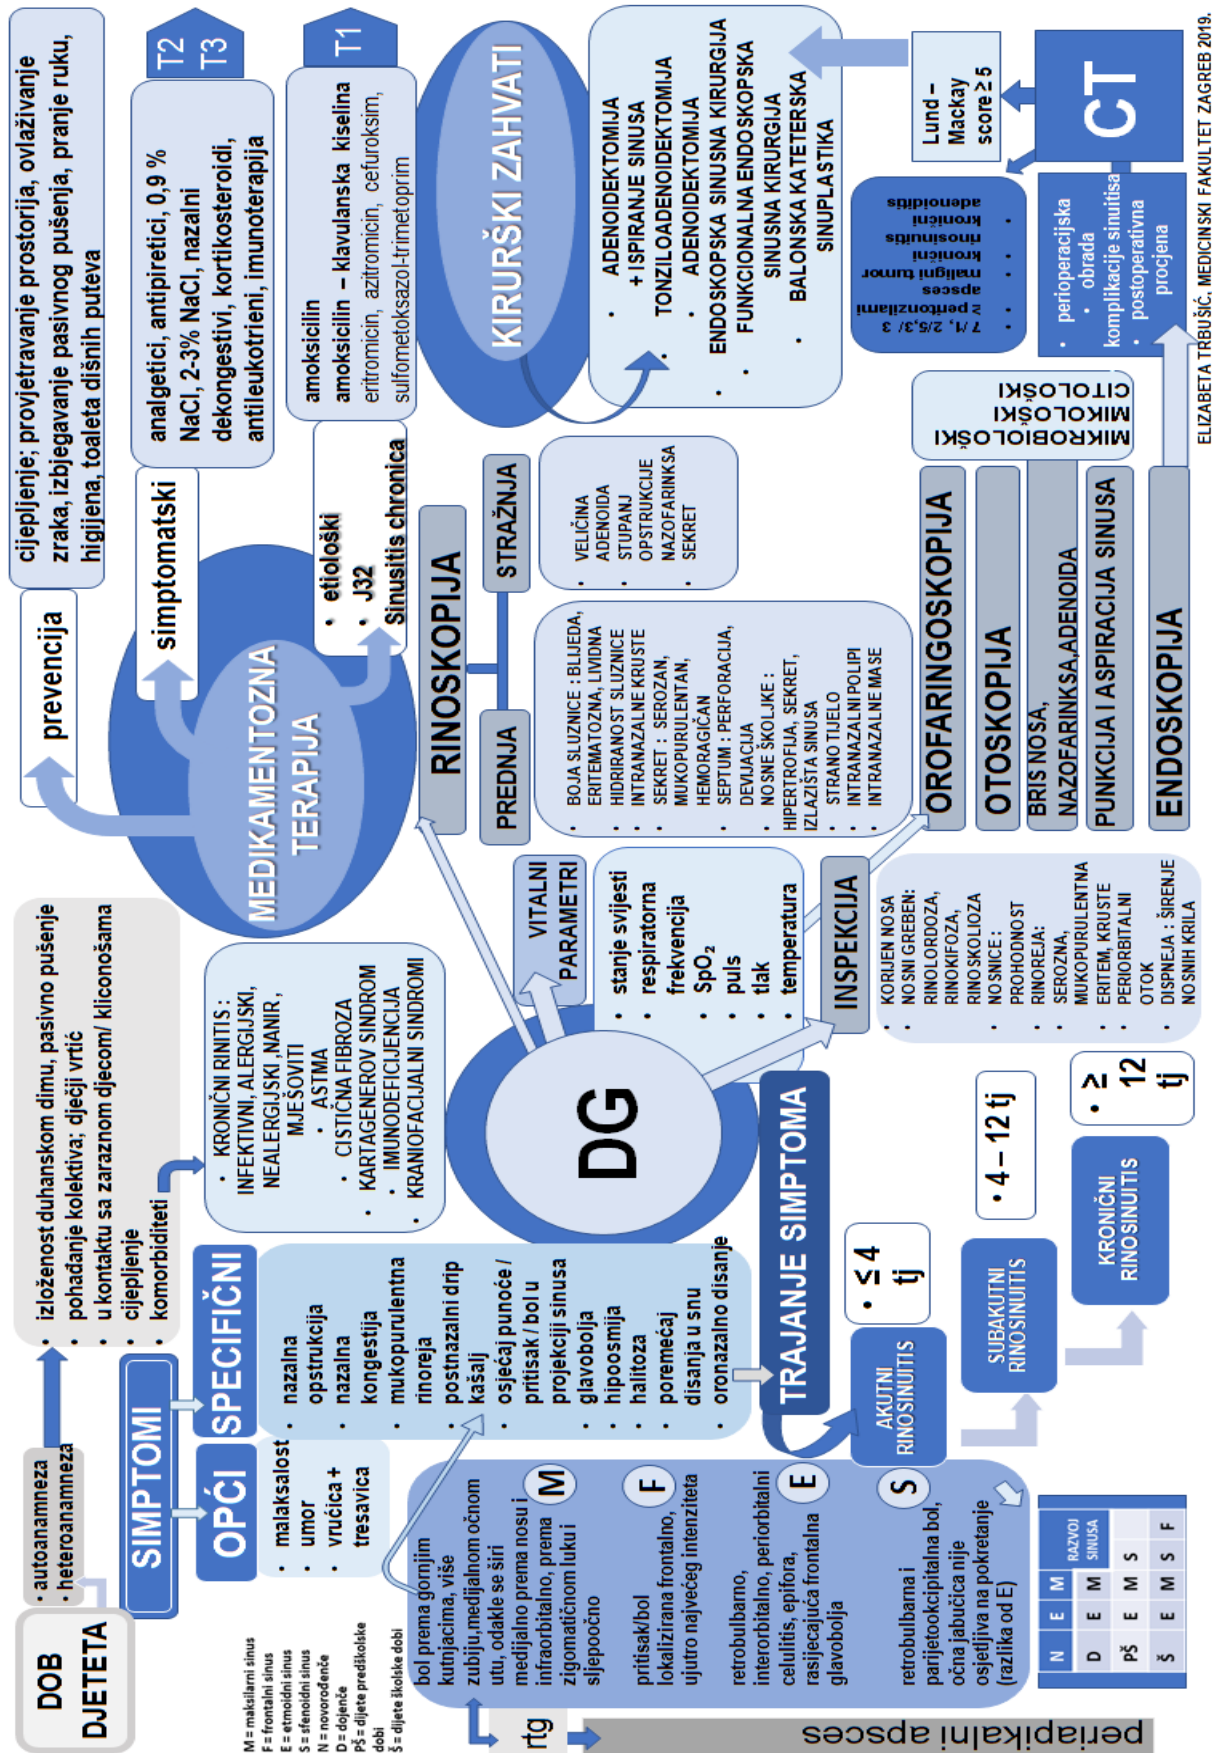 DOB
DJETETA
• autoanamneza
• heteroanamneza
• izloženost duhanskom dimu, pasivno pušenje
• pohađanje kolektiva; dječji vrtić
• u kontaktu sa zaraznom djecom/ kliconošama
• cijepljenje
• komorbiditeti
• KRONIČNI RINITIS :
INFEKTIVNI, ALERGIJSKI,
NEALERGIJSKI ,NANIR ,
MJEŠOVITI
• ASTMA
• CISTIČNA FIBROZA
• KARTAGENEROV SINDROM
• IMUNODEFICIJENCIJA
• KRANIOFACIJALNI SINDROMI
SIMPTOMI
OPĆI
SPECIFIČNI
• malaksalost
• umor
• vrućica +
tresavica
• nazalna
opstrukcija
• nazalna
kongestija
• mukopurulentna
rinoreja
• postnazalni drip
• kašalj
• osjećaj punoće /
pritisak / bol u
projekciji sinusa
• glavobolja
• hipoosmija
• halitoza
• poremećaj
disanja u snu
• oronazalno disanje
M = maksilarni sinus
F = frontalni sinus
E = etmoidni sinus
S = sfenoidni sinus
N = novorođenče
D = dojenče
PŠ = dijete predškolske
dobi
Š = dijete školske dobi
bol prema gornjim
kutnjacima, više
zubiju,medijalnom očnom
utu, odakle se širi
medijalno prema nosu i
infraorbitalno, prema
zigomatičnom luku i
sljepoočno
M
pritisak/bol
lokalizirana frontalno,
ujutro najvećeg intenziteta
F
retrobulbarno,
interorbitalno, periorbitalni
celulitis, epifora,
rasijecajuća frontalna
glavobolja
E
retrobulbarna i
parijetookcipitalna bol,
očna jabučica nije
osjetljiva na pokretanje
(razlika od E)
S
rtg
periapikalni apsces
N E M RAZVOJ
SINUSA
D E M
PŠ E M S
Š E M S F
TRAJANJE SIMPTOMA
AKUTNI
RINOSINUITIS
• ≤ 4
tj
SUBAKUTNI
RINOSINUITIS
• 4 – 12 tj
KRONIČNI
RINOSINUITIS
• ≥
12
tj
DG
VITALNI
PARAMETRI
• stanje svijesti
• respiratorna
frekvencija
• SpO₂
• puls
• tlak
• temperatura
INSPEKCIJA
• KORIJEN NOSA
• NOSNI GREBEN:
RINOLORDOZA,
RINOKIFOZA,
RINOSKOLIOZA
• NOSNICE :
PROHODNOST
• RINOREJA:
SEROZNA,
MUKOPURULENTNA
• ERITEM, KRUSTE
• PERIORBITALNI
OTOK
• DISPNEJA : ŠIRENJE
NOSNIH KRILA
MEDIKAMENTOZNA
TERAPIJA
prevencija
cijepljenje; provjetravanje prostorija, ovlaživanje
zraka, izbjegavanje pasivnog pušenja, pranje ruku,
higijena, toaleta dišnih puteva
simptomatski
analgetici, antipiretici, 0,9 %
NaCl, 2-3% NaCl, nazalni
dekongestivi, kortikosteroidi,
antileukotrieni, imunoterapija
T2
T3
• etiološki
• J32
Sinusitis chronica
amoksicilin
amoksicilin – klavulanska kiselina
eritromicin, azitromicin, cefuroksim,
sulfometoksazol-trimetoprim
T1
RINOSKOPIJA
PREDNJA
STRAŽNJA
• BOJA SLUZNICE : BLIJEDA,
ERITEMATOZNA, LIVIDNA
• HIDRIRANOST SLUZNICE
• INTRANAZALNE KRUSTE
• SEKRET : SEROZAN,
MUKOPURULENTAN,
HEMORAGIČAN
• SEPTUM : PERFORACIJA,
DEVIJACIJA
• NOSNE ŠKOLJKE :
HIPERTROFIJA, SEKRET,
IZLAZIŠTA SINUSA
• STRANO TIJELO
• INTRANAZALNI POLIPI
• INTRANAZALNE MASE
• VELIČINA
ADENOIDA
• STUPANJ
OPSTRUKCIJE
NAZOFARINKSA
• SEKRET
KIRURŠKI ZAHVATI
• ADENOIDEKTOMIJA
+ ISPIRANJE SINUSA
• TONZILOADENOIDEKTOMIJA
• ADENOIDEKTOMIJA
• ENDOSKOPSKA SINUSNA KIRURGIJA
• FUNKCIONALNA ENDOSKOPSKA
SINUSNA KIRURGIJA
• BALONSKA KATETERSKA
SINUPLASTIKA
OROFARINGOSKOPIJA
OTOSKOPIJA
BRIS NOSA,
NAZOFARINKSA,ADENOIDA
PUNKCIJA I ASPIRACIJA SINUSA
ENDOSKOPIJA
MIKROBIOLOŠKI
MIKOLOŠKI
CITOLOŠKI
• 7/1, 2/5,3/ 3
• ≥ peritonzilarni
apsces
• maligni tumor
• kronični
rinosinuitis
• kronični
adenoiditis
Lund –
Mackay
score ≥ 5
CT
• perioperacijska
• obrada
komplikacije sinuitisa
• postoperativna
procjena
ELIZABETA TRBUŠIĆ, MEDICINSKI FAKULTET ZAGREB 2019.